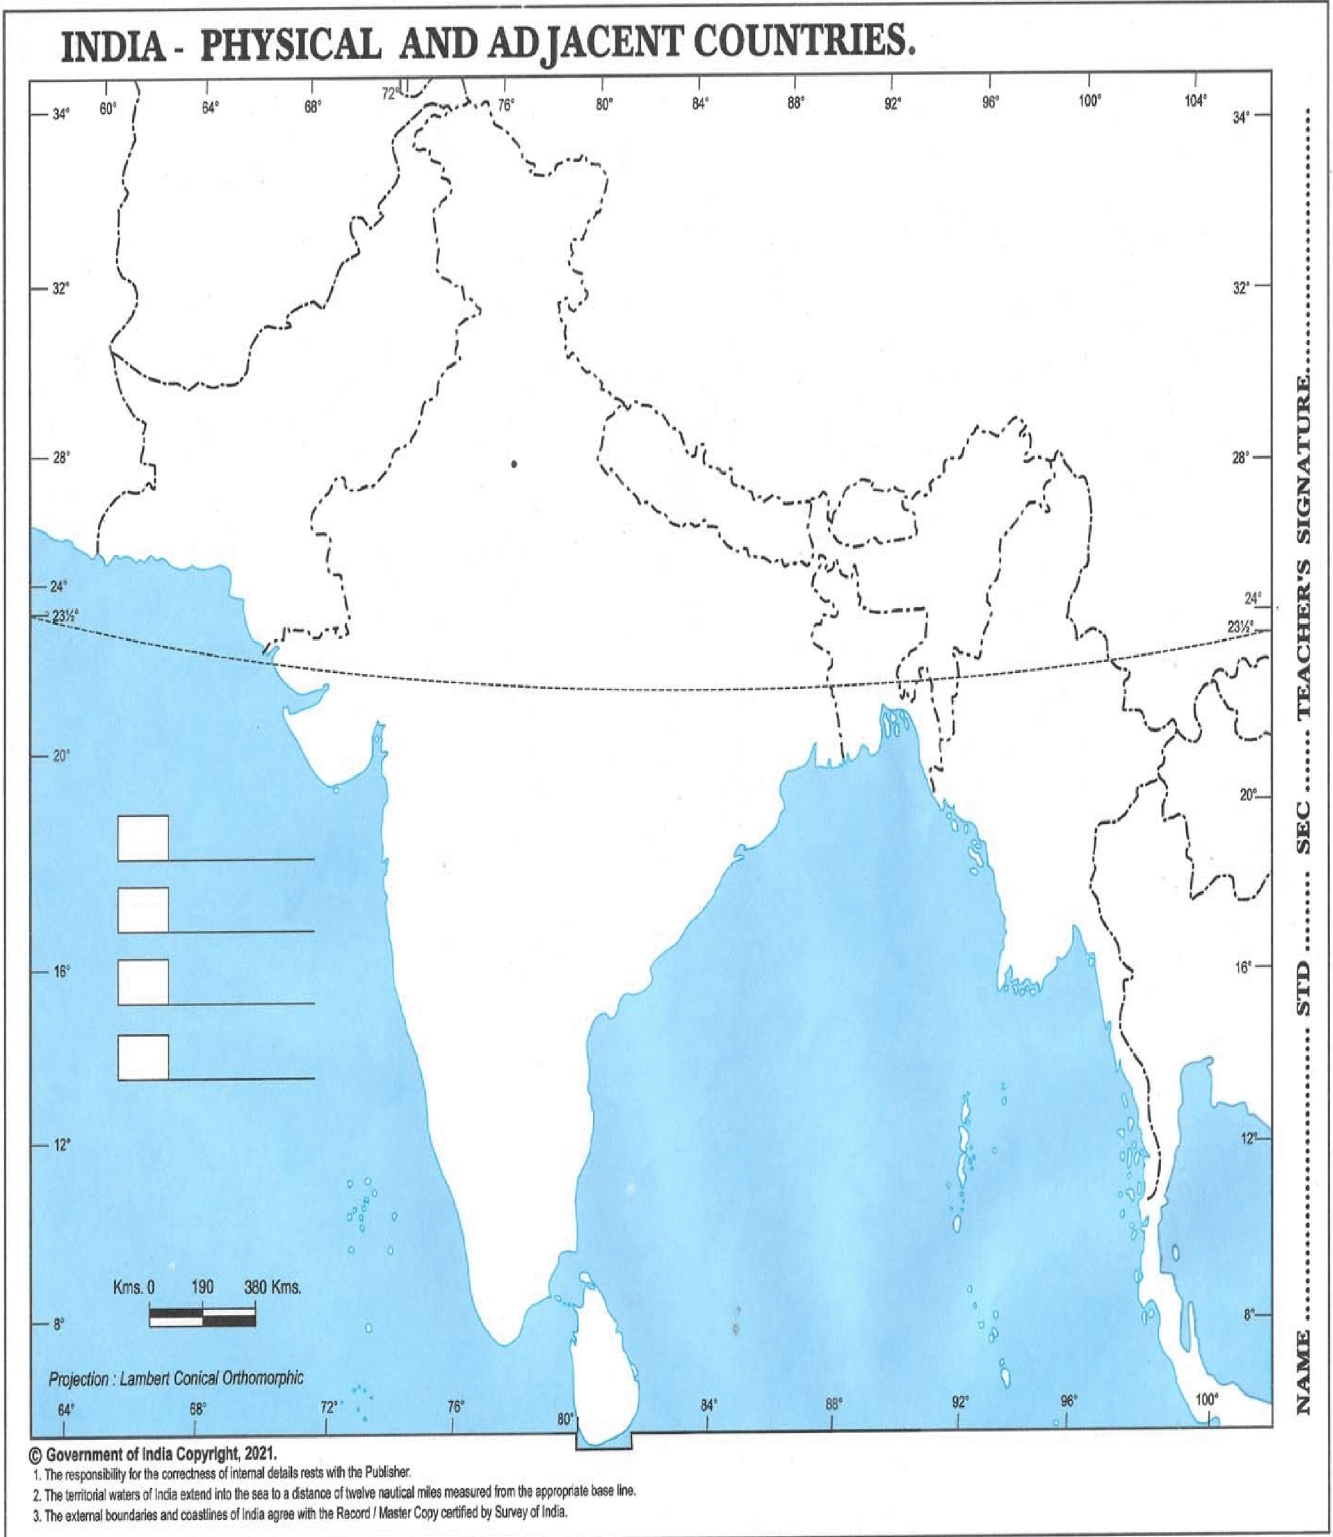 INDIA - PHYSICAL AND ADJACENT COUNTRIES.
60° 64° 68° 72° 76° 80° 84° 88° 92° 96° 100° 104°
34° 34°
32° 32°
28° 28°
24° 24°
23½° 23½°
20° 20°
16° 16°
12° 12°
8° 8°
Kms. 0 190 380 Kms.
Projection : Lambert Conical Orthomorphic
64° 68° 72° 76° 80° 84° 88° 92° 96° 100°
© Government of India Copyright, 2021.
1. The responsibility for the correctness of internal details rests with the Publisher.
2. The territorial waters of India extend into the sea to a distance of twelve nautical miles measured from the appropriate base line.
3. The external boundaries and coastlines of India agree with the Record / Master Copy certified by Survey of India.
NAME ........................ STD ......... SEC ........ TEACHER'S SIGNATURE........................